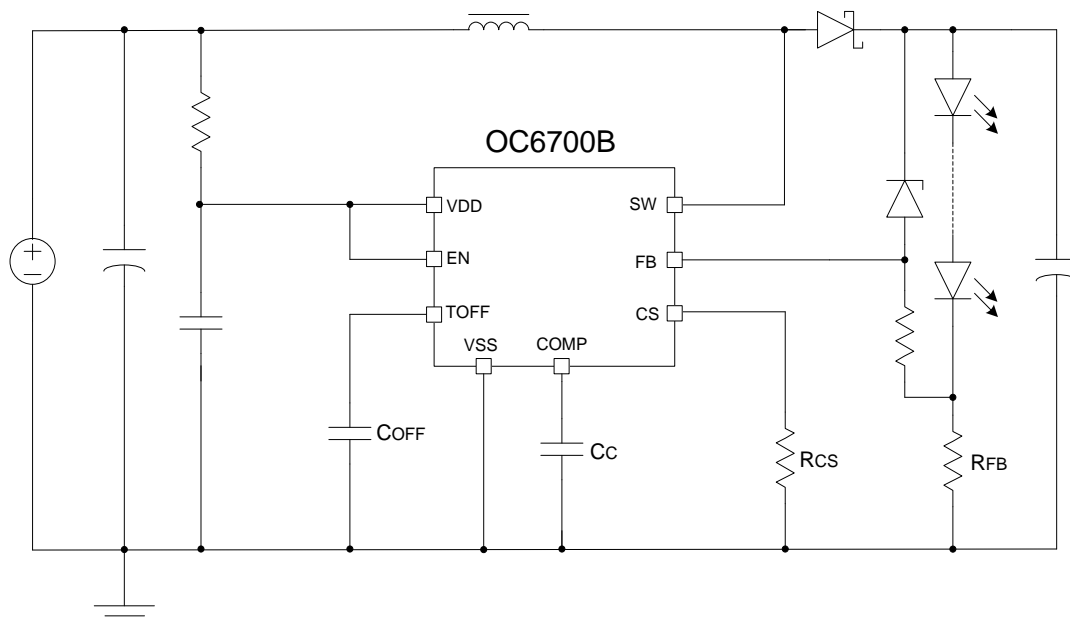 OC6700B
VDD
SW
EN
FB
TOFF
CS
VSS
COMP
COFF
CC
RCS
RFB